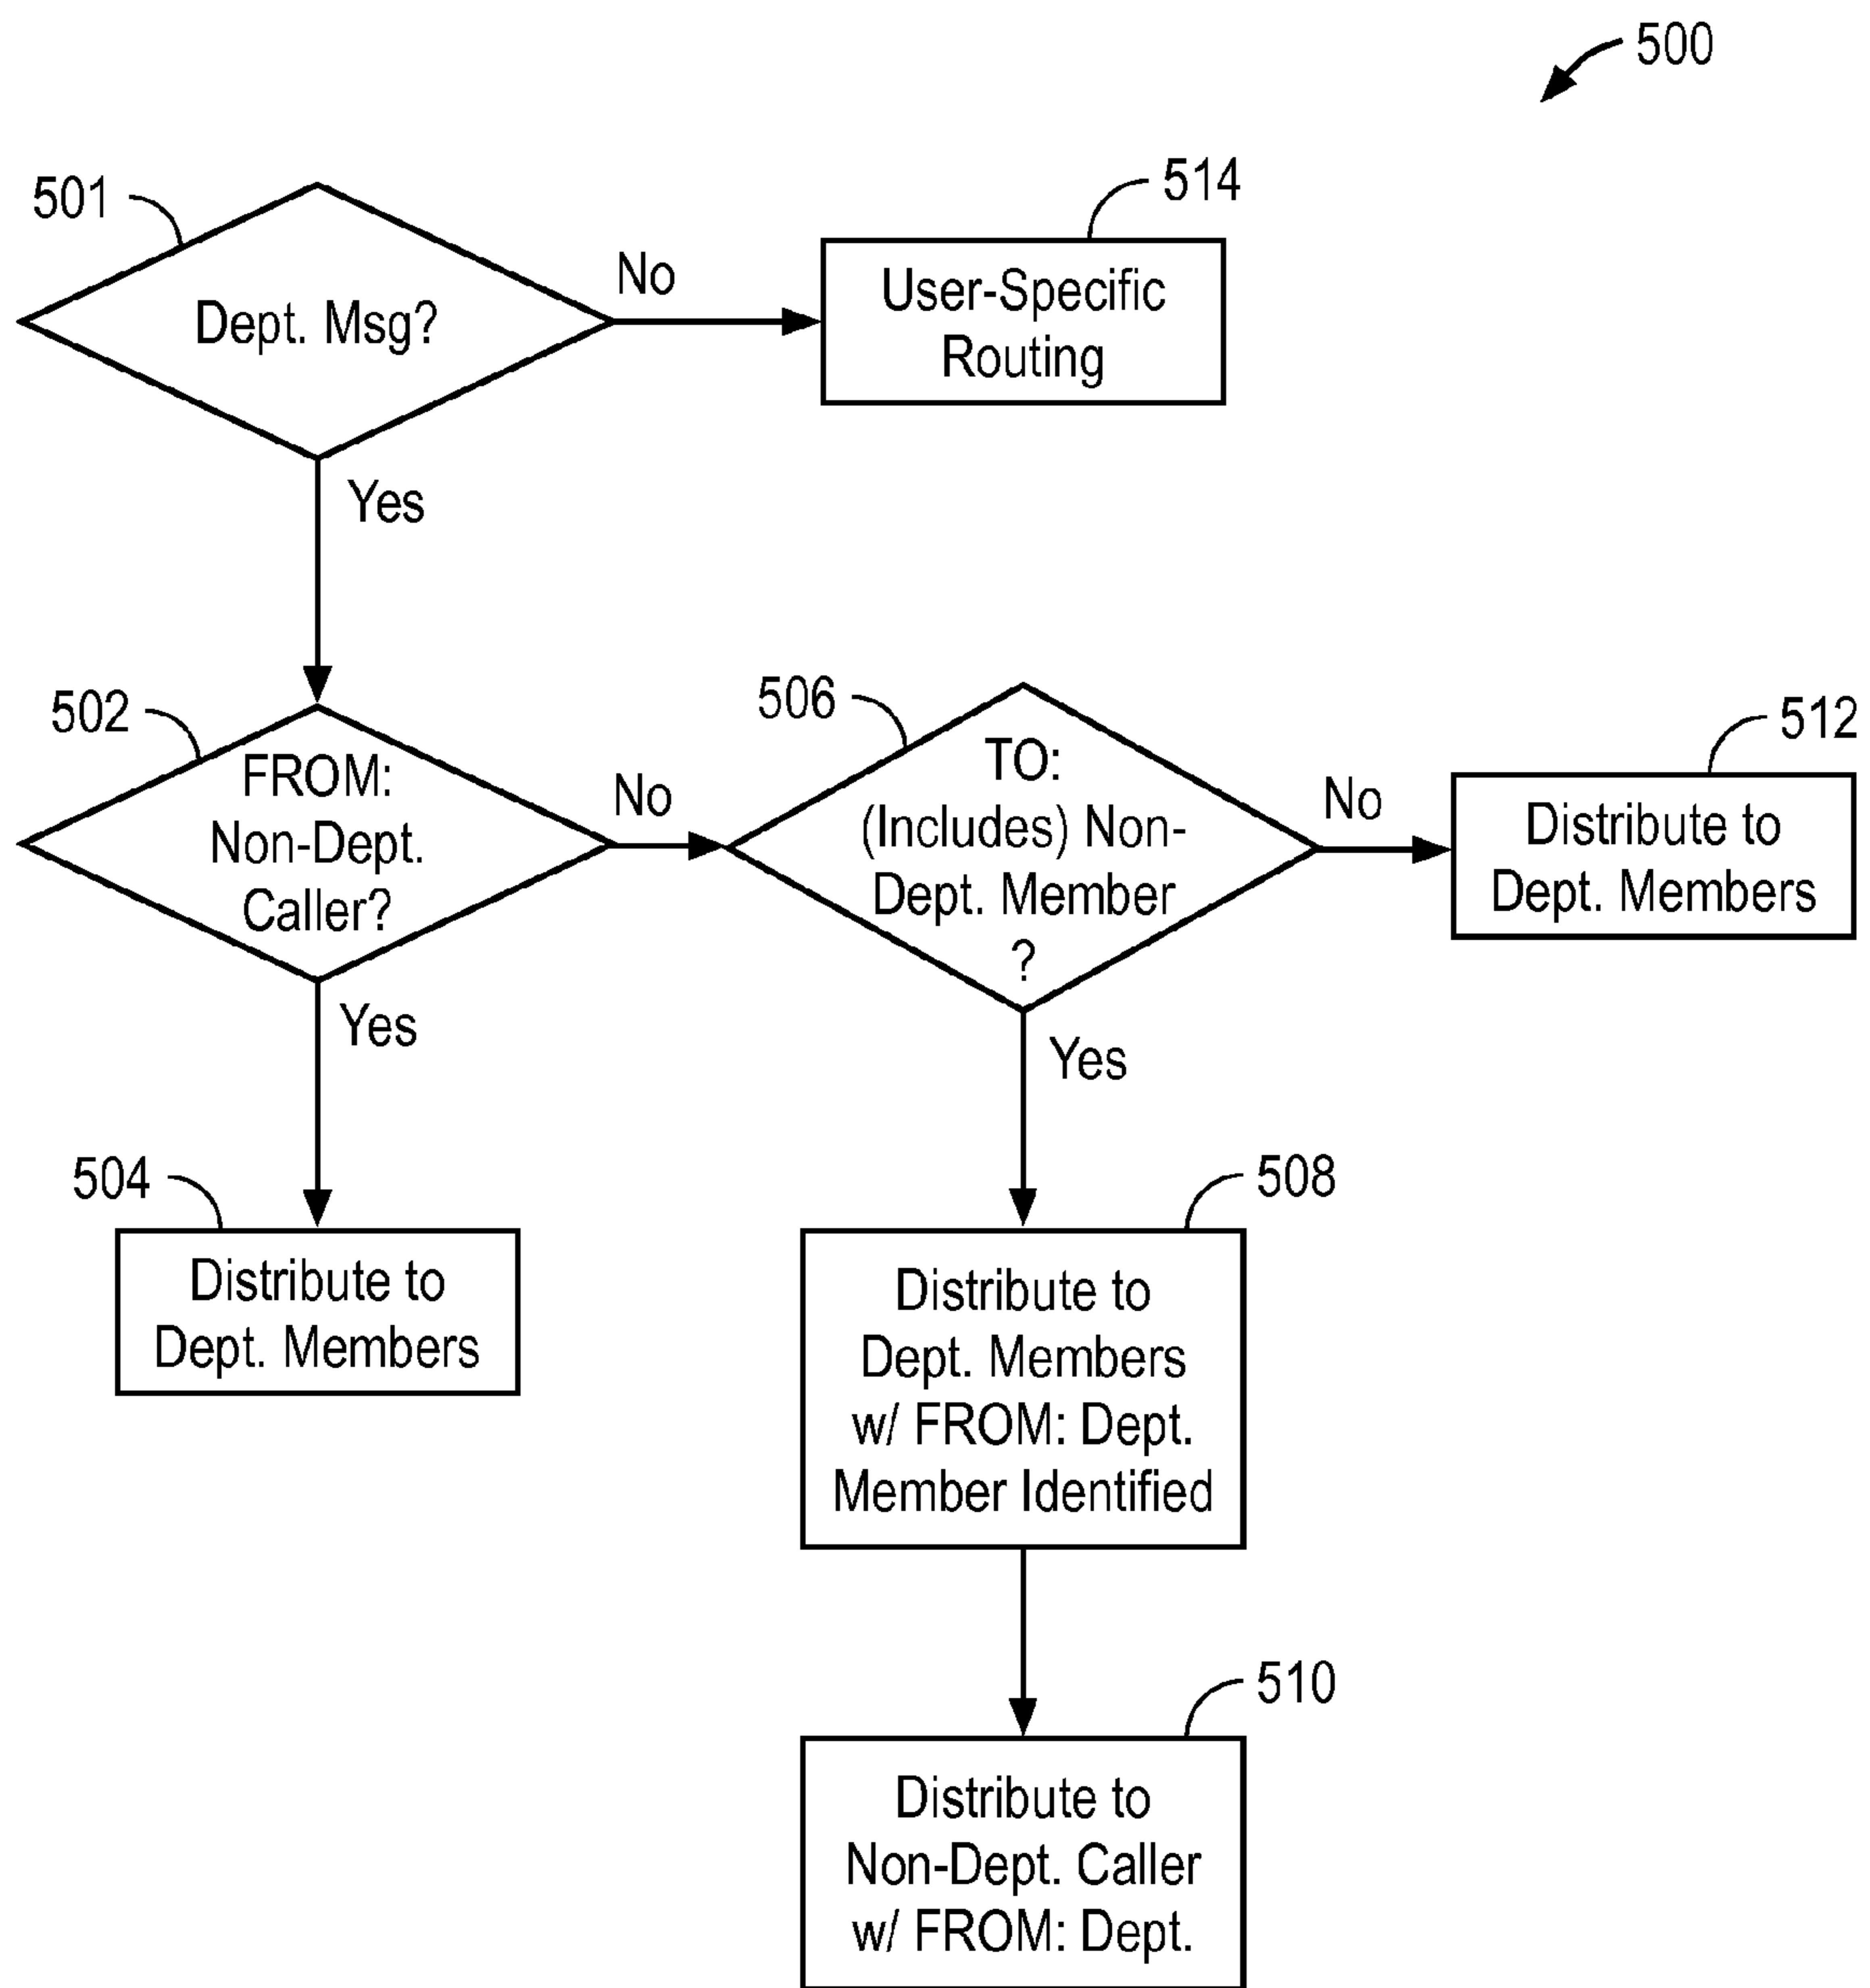 500
501
514
Dept. Msg?
No
User-Specific
Routing
Yes
502
506
512
FROM:
Non-Dept.
Caller?
No
TO:
(Includes) Non-
Dept. Member
?
No
Distribute to
Dept. Members
Yes
Yes
504
508
Distribute to
Dept. Members
Distribute to
Dept. Members
w/ FROM: Dept.
Member Identified
510
Distribute to
Non-Dept. Caller
w/ FROM: Dept.